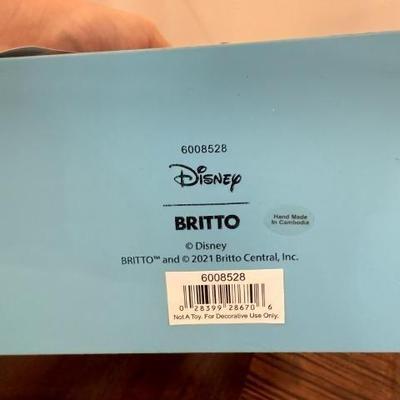 6008528
Disney
BRITTO
Hand Made
In Cambodia
© Disney
BRITTO™ and © 2021 Britto Central, Inc.
6008528
0 28399 28670 6
Not A Toy. For Decorative Use Only.